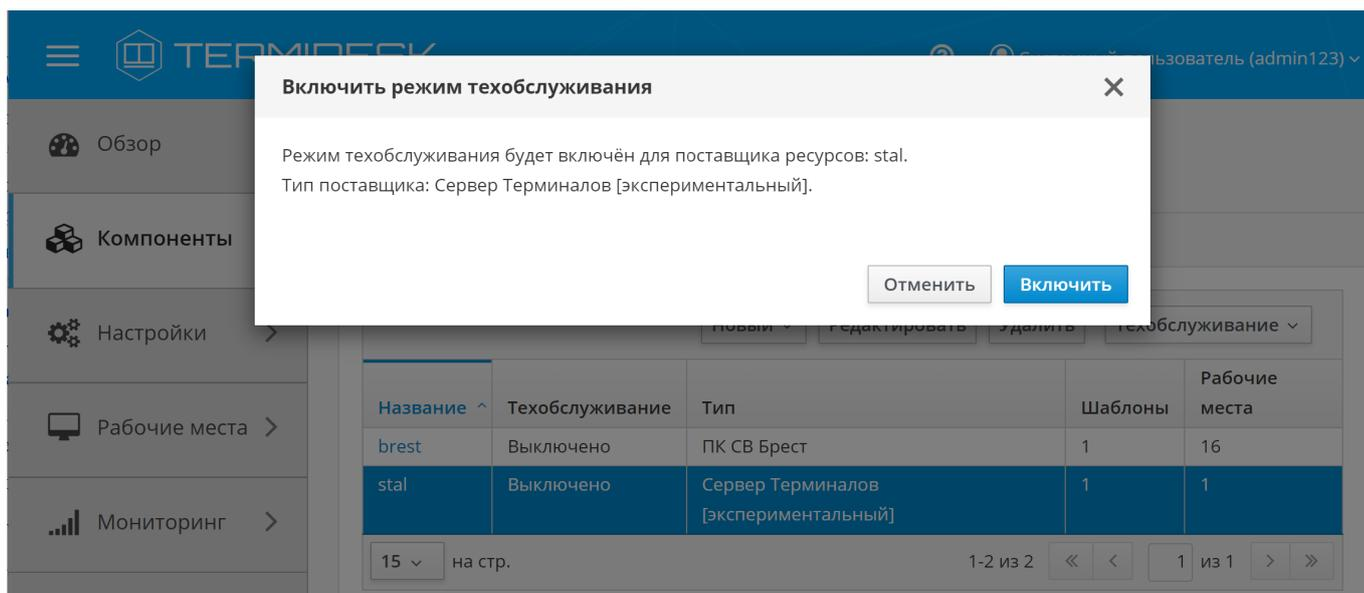 TERMIDESK
(admin123)
Включить режим техобслуживания
Режим техобслуживания будет включён для поставщика ресурсов: stal.
Тип поставщика: Сервер Терминалов [экспериментальный].
Отменить
Включить
Обзор
Компоненты
Настройки
Рабочие места
Мониторинг
Новый
Редактировать
Удалить
Техобслуживание
Название
Техобслуживание
Тип
Шаблоны
Рабочие
места
brest
Выключено
ПК СВ Брест
1
16
stal
Выключено
Сервер Терминалов
[экспериментальный]
1
1
15
на стр.
1-2 из 2
1
из 1